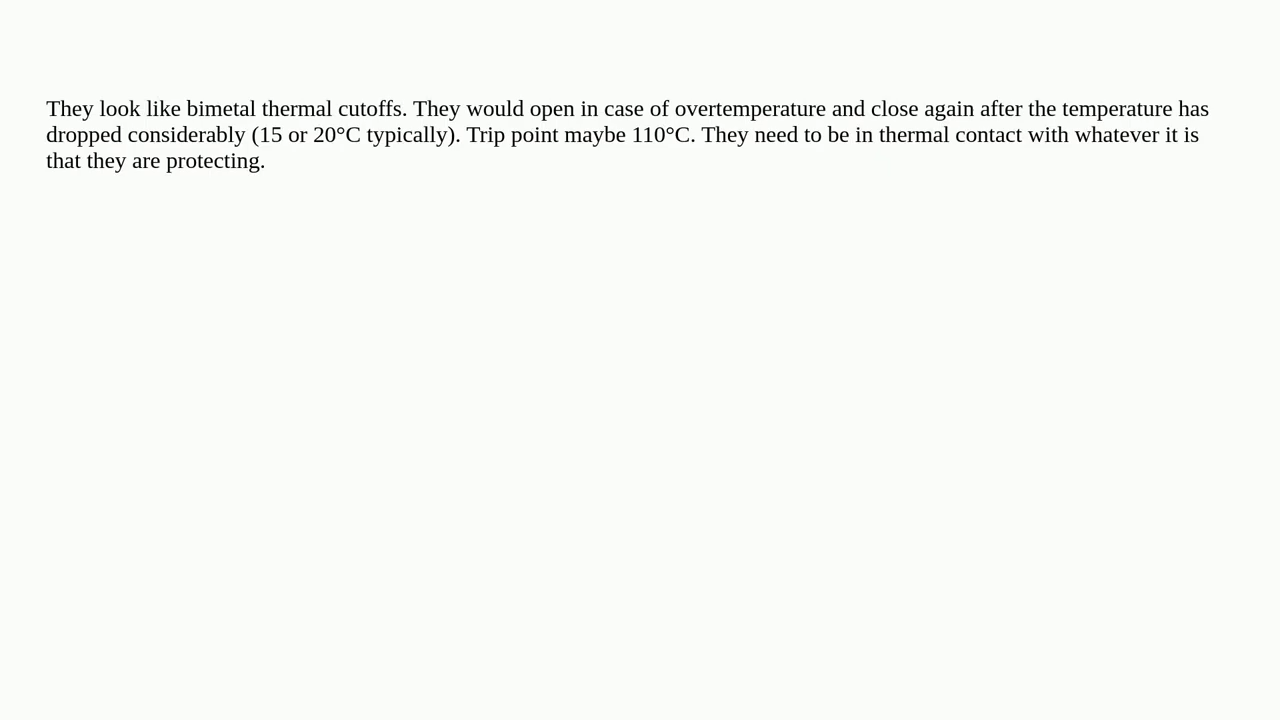 They look like bimetal thermal cutoffs. They would open in case of overtemperature and close again after the temperature has
dropped considerably (15 or 20°C typically). Trip point maybe 110°C. They need to be in thermal contact with whatever it is
that they are protecting.